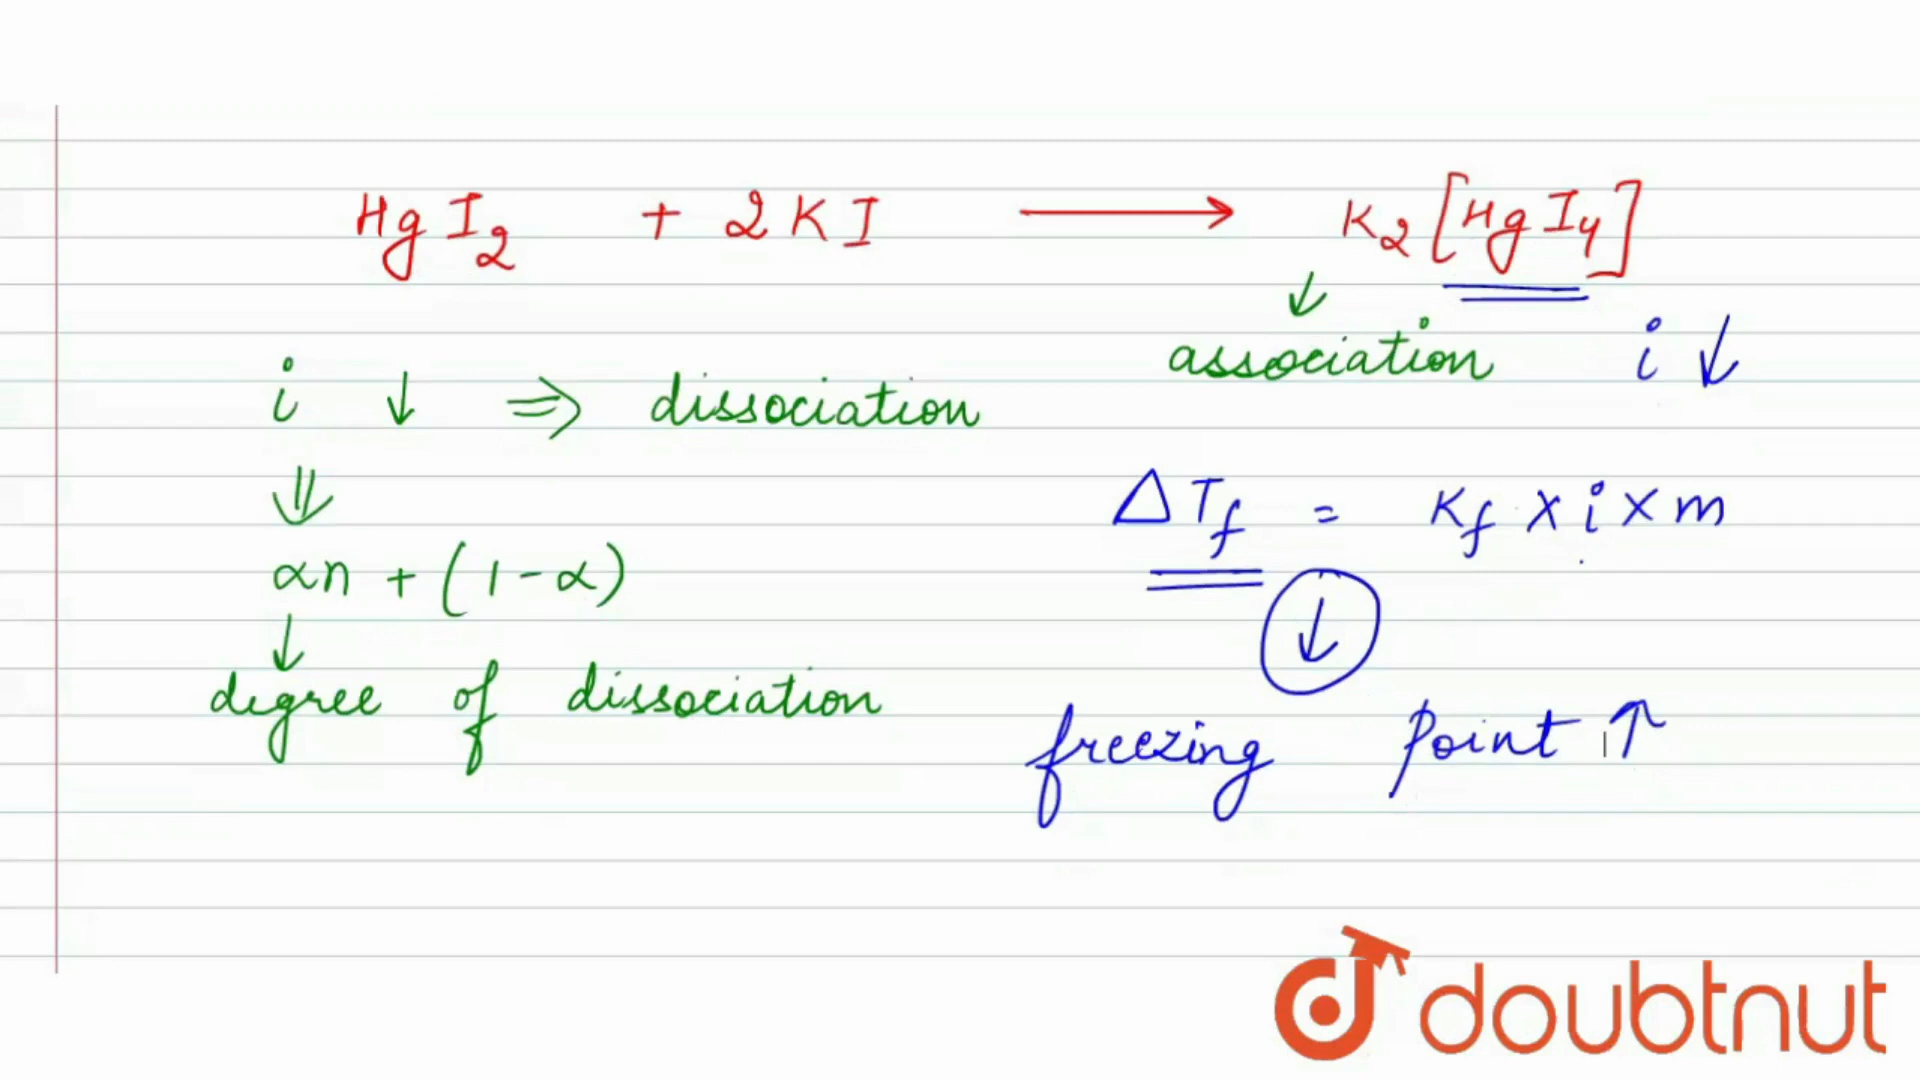 HgI₂ + 2KI ⟶ K₂[HgI₄]
↓
association i ↓
i ↓ ⇒ dissociation
⇓
αn + (1-α)
↓
degree of dissociation
ΔTf = Kf × i × m
↓
freezing point ↑
doubtnut